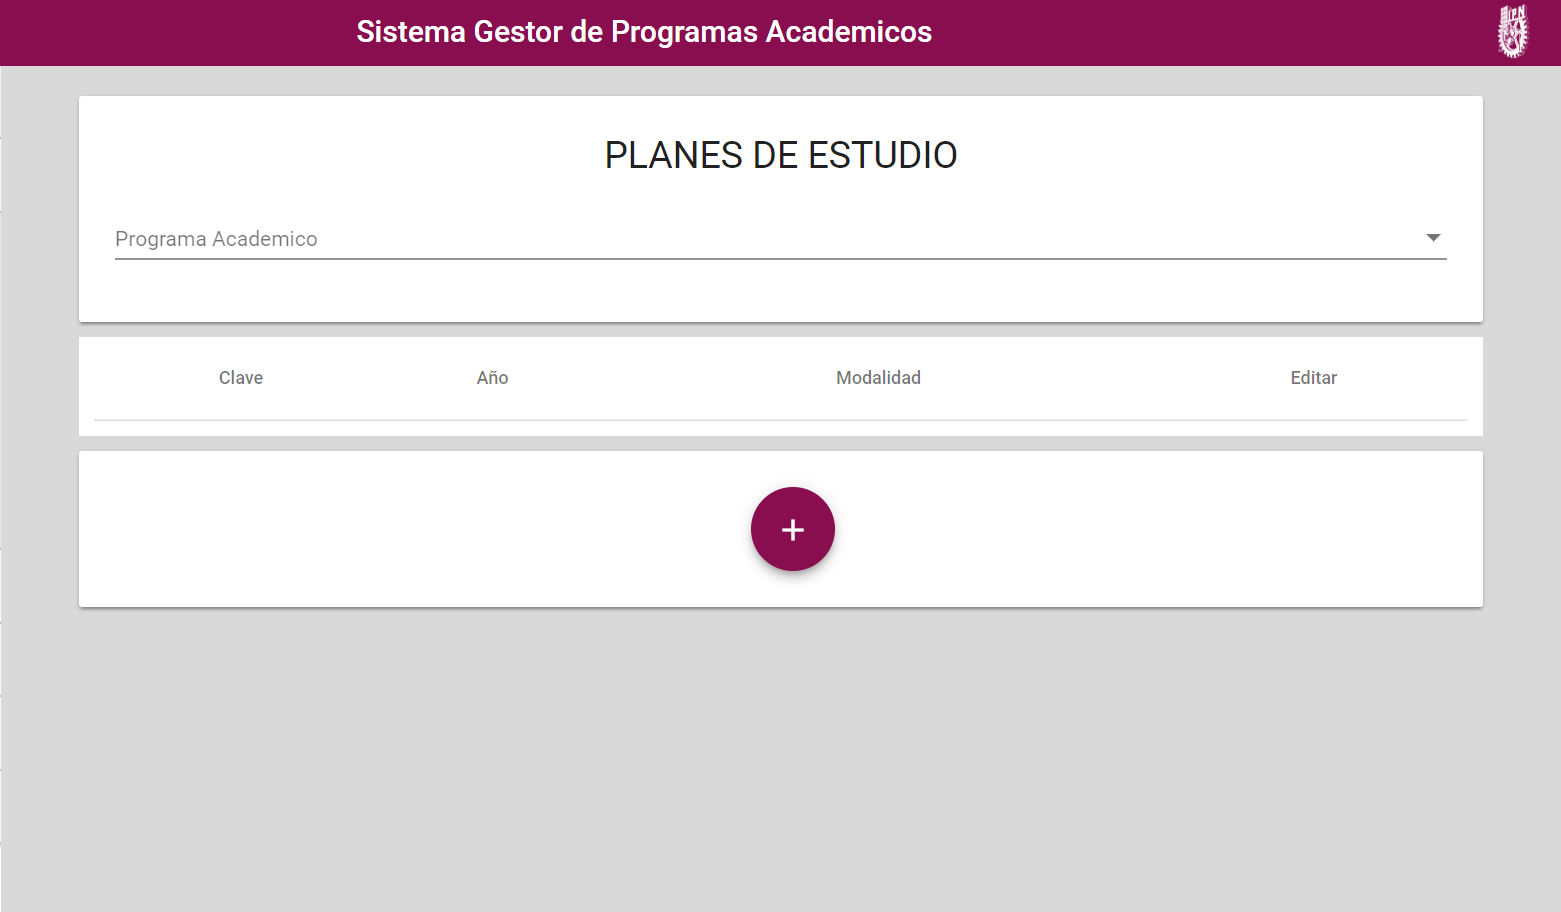 Sistema Gestor de Programas Academicos
IPN
PLANES DE ESTUDIO
Programa Academico
Clave Año Modalidad Editar
+